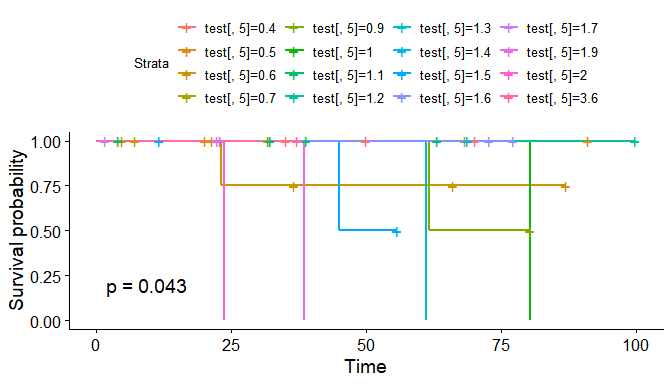 test[, 5]=0.4 test[, 5]=0.9 test[, 5]=1.3 test[, 5]=1.7
test[, 5]=0.5 test[, 5]=1 test[, 5]=1.4 test[, 5]=1.9
Strata
test[, 5]=0.6 test[, 5]=1.1 test[, 5]=1.5 test[, 5]=2
test[, 5]=0.7 test[, 5]=1.2 test[, 5]=1.6 test[, 5]=3.6
1.00
0.75
0.50
0.25
0.00
Survival probability
p = 0.043
0 25 50 75 100
Time